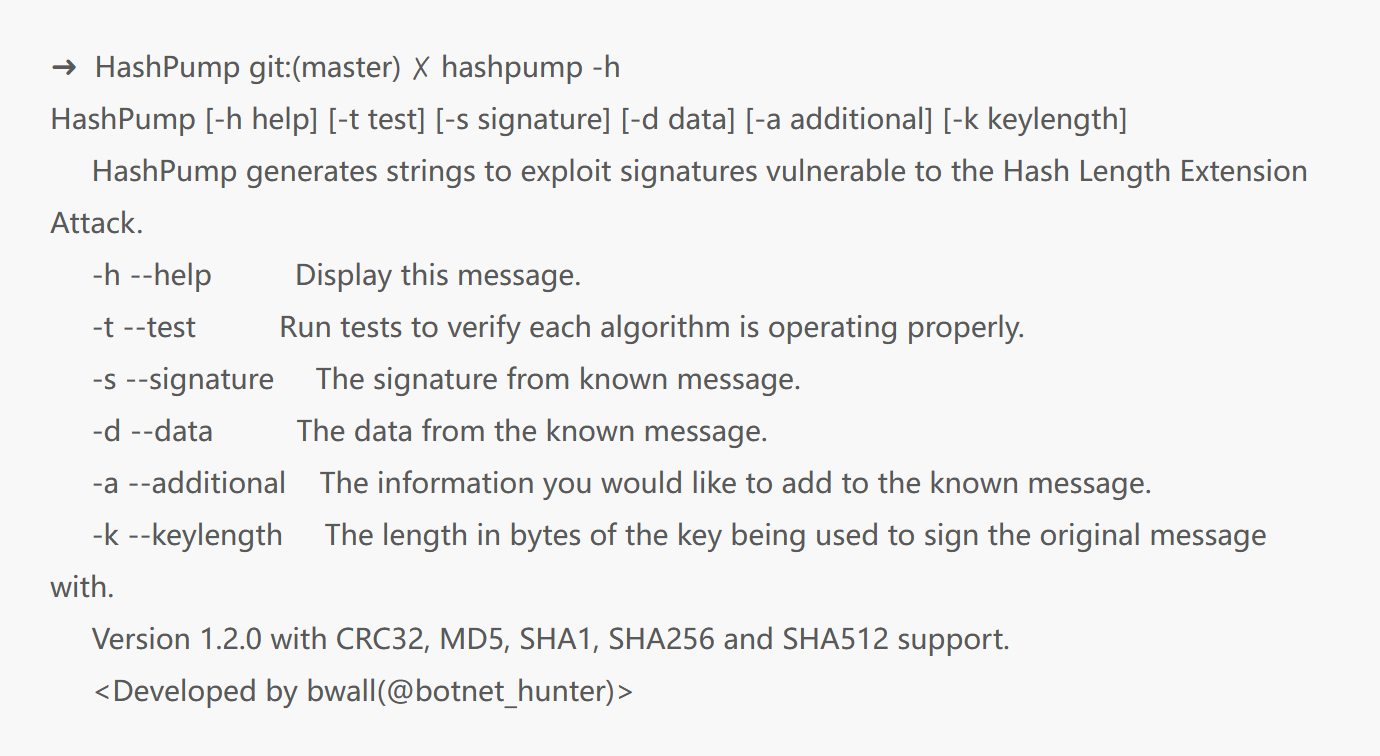 ➜ HashPump git:(master) ✗ hashpump -h
HashPump [-h help] [-t test] [-s signature] [-d data] [-a additional] [-k keylength]
HashPump generates strings to exploit signatures vulnerable to the Hash Length Extension
Attack.
-h --help Display this message.
-t --test Run tests to verify each algorithm is operating properly.
-s --signature The signature from known message.
-d --data The data from the known message.
-a --additional The information you would like to add to the known message.
-k --keylength The length in bytes of the key being used to sign the original message
with.
Version 1.2.0 with CRC32, MD5, SHA1, SHA256 and SHA512 support.
<Developed by bwall(@botnet_hunter)>